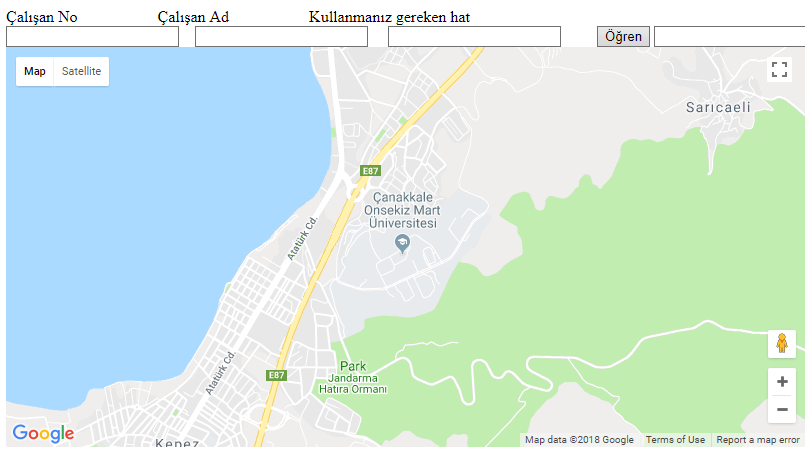 Çalışan No Çalışan Ad Kullanmanız gereken hat
Öğren
Map Satellite
Sarıcaeli
E87
Çanakkale
Onsekiz Mart
Üniversitesi
Atatürk Cd.
Park
Jandarma
Hatıra Ormanı
E87
Atatürk Cd.
Kepez
Google
Map data ©2018 Google Terms of Use Report a map error